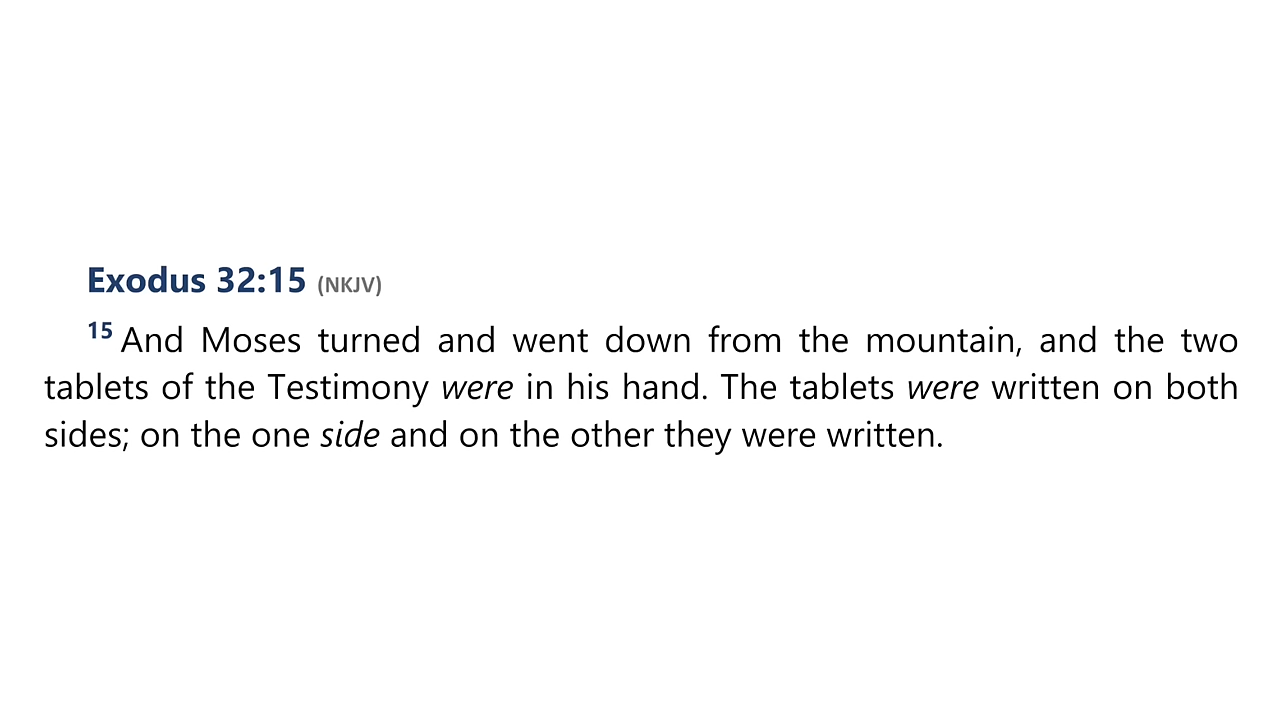 Exodus 32:15 (NKJV)
15 And Moses turned and went down from the mountain, and the two
tablets of the Testimony were in his hand. The tablets were written on both
sides; on the one side and on the other they were written.